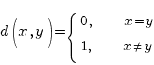 d(x,y)={ 0, x=y
1, x≠y